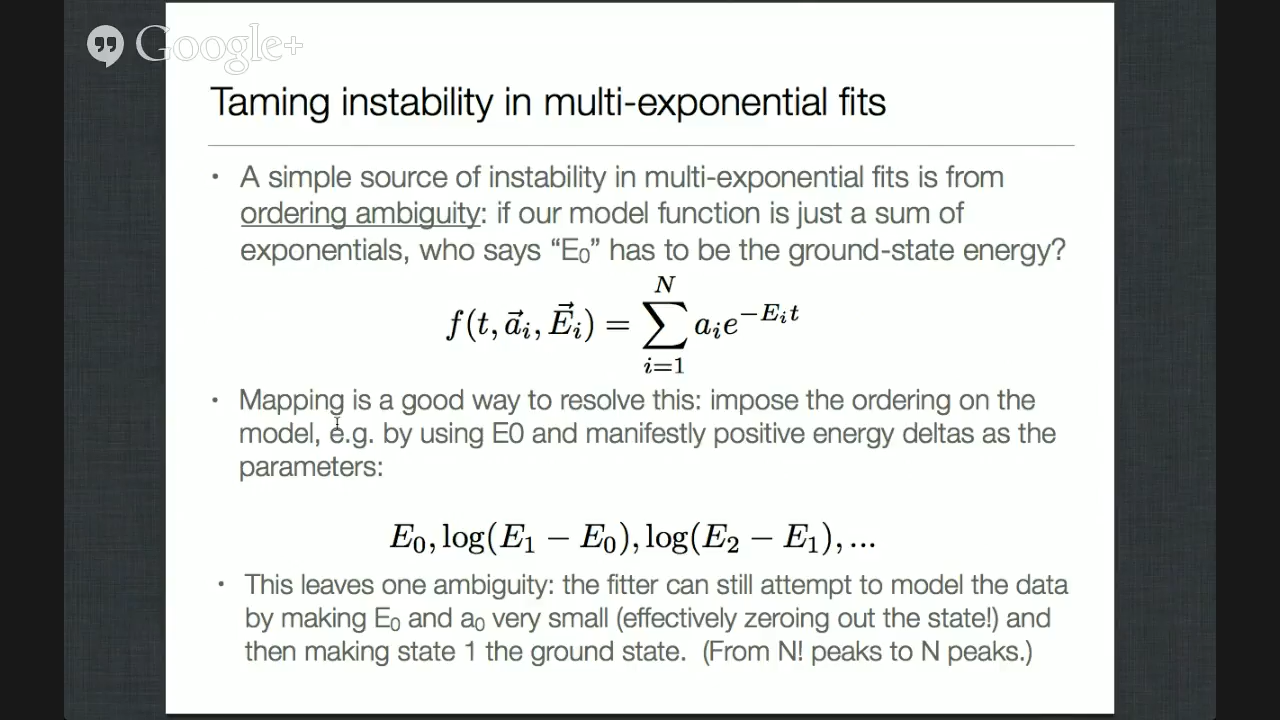 Google+
Taming instability in multi-exponential fits
• A simple source of instability in multi-exponential fits is from
ordering ambiguity: if our model function is just a sum of
exponentials, who says “E₀” has to be the ground-state energy?
f(t, a⃗ᵢ, E⃗ᵢ) = ∑ᵢ₌₁ᴺ aᵢe^(−Eᵢt)
• Mapping is a good way to resolve this: impose the ordering on the
model, e.g. by using E0 and manifestly positive energy deltas as the
parameters:
E₀, log(E₁ − E₀), log(E₂ − E₁), ...
• This leaves one ambiguity: the fitter can still attempt to model the data
by making E₀ and a₀ very small (effectively zeroing out the state!) and
then making state 1 the ground state. (From N! peaks to N peaks.)